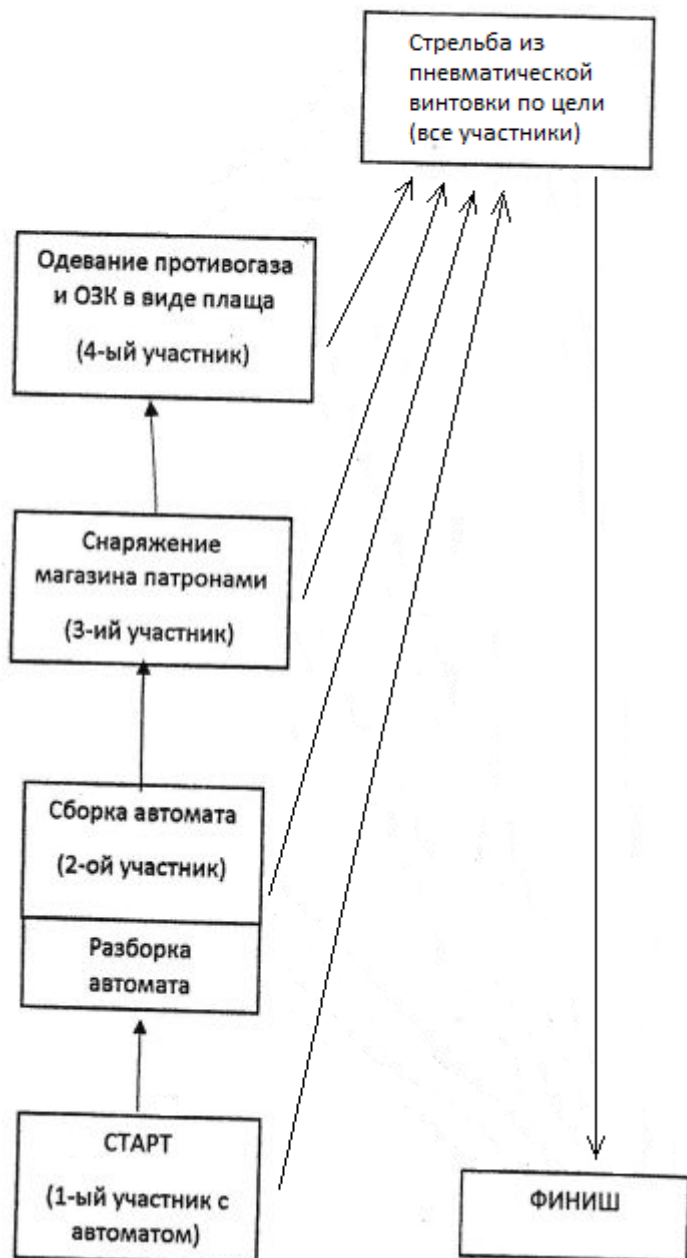 Стрельба из
пневматической
винтовки по цели
(все участники)
Одевание противогаза
и ОЗК в виде плаща
(4-ый участник)
Снаряжение
магазина патронами
(3-ий участник)
Сборка автомата
(2-ой участник)
Разборка
автомата
СТАРТ
(1-ый участник с
автоматом)
ФИНИШ